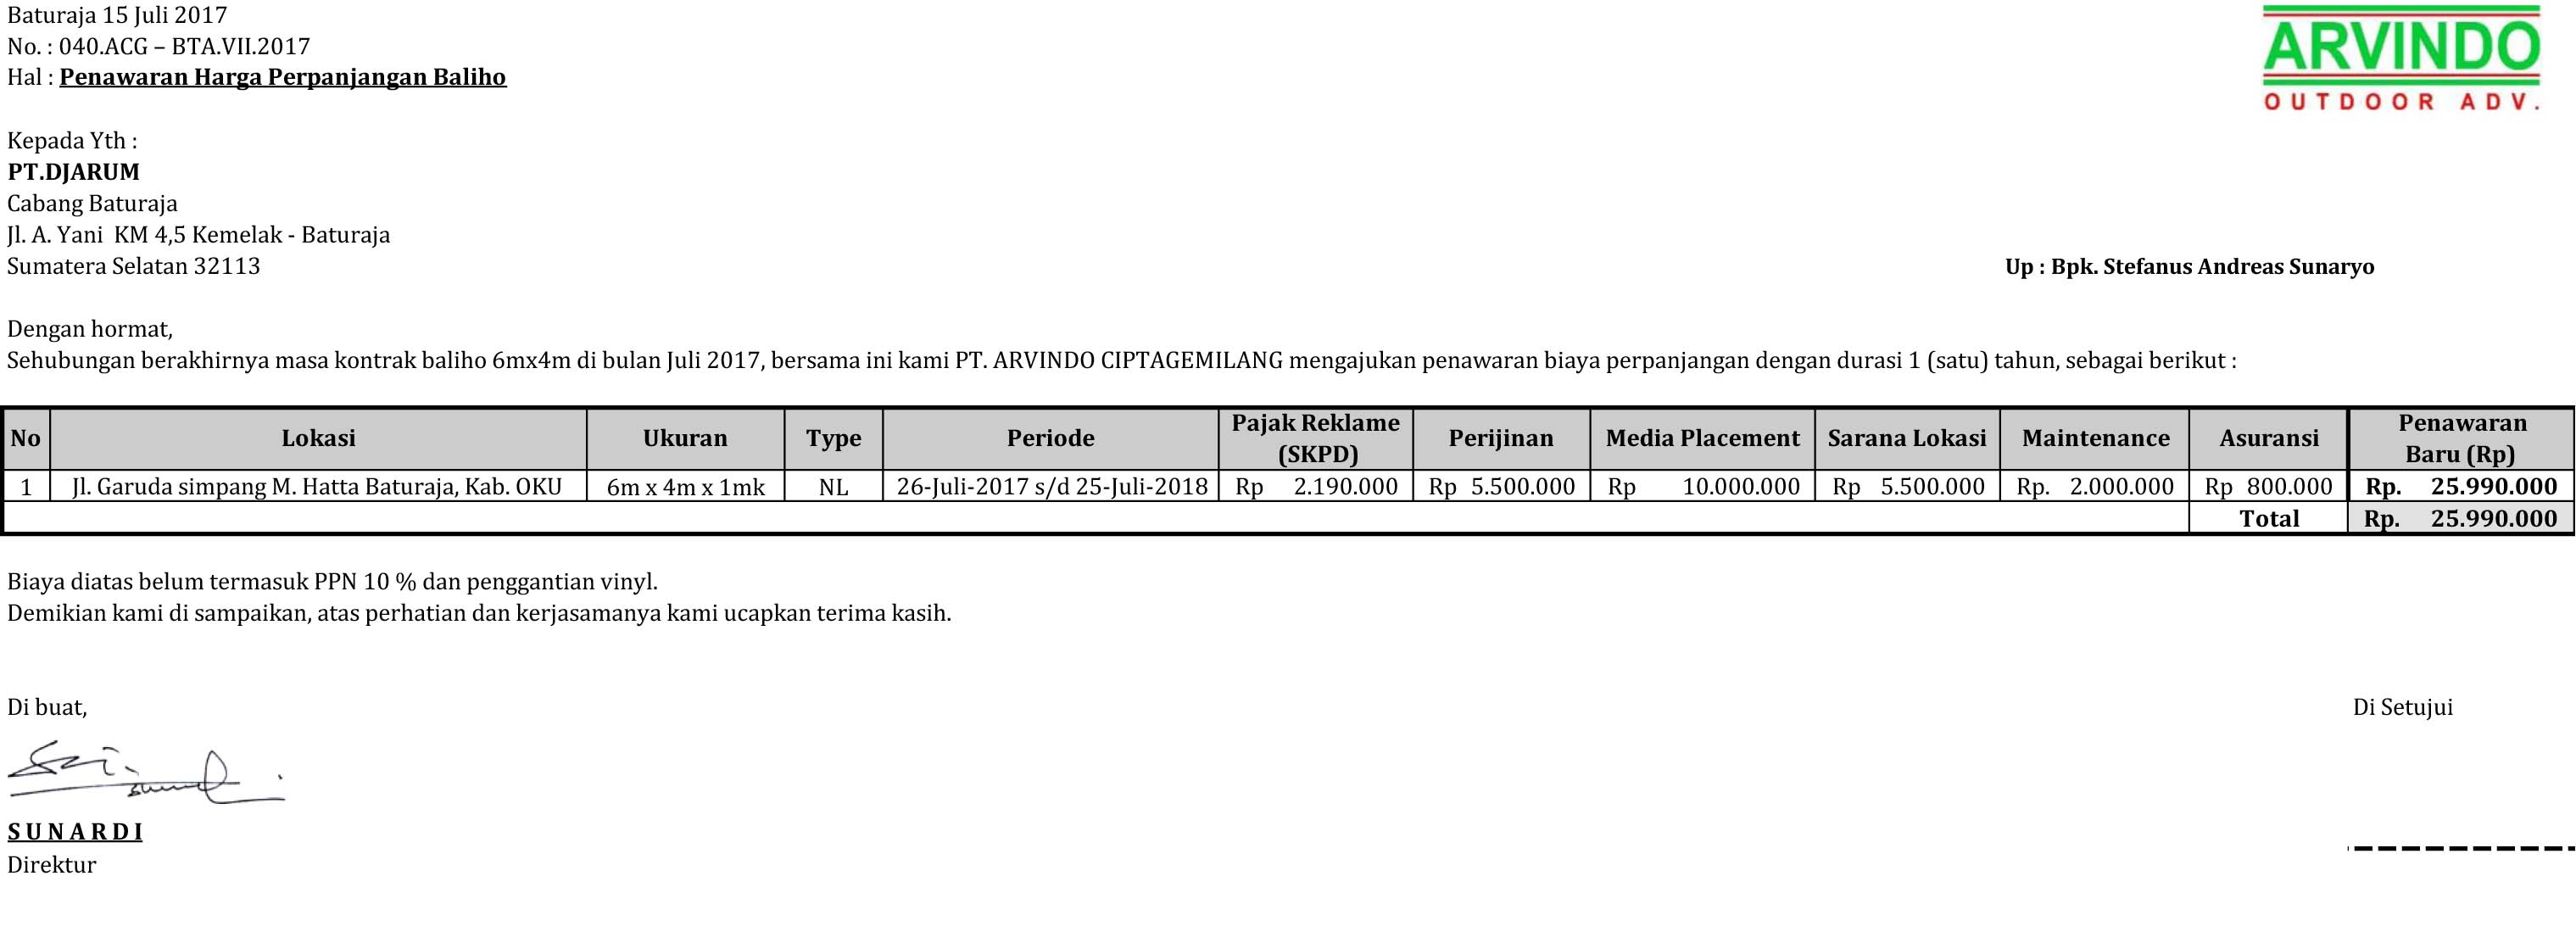 Baturaja 15 Juli 2017
No. : 040.ACG – BTA.VII.2017
Hal : Penawaran Harga Perpanjangan Baliho
ARVINDO
OUTDOOR ADV.
Kepada Yth :
PT.DJARUM
Cabang Baturaja
Jl. A. Yani KM 4,5 Kemelak - Baturaja
Sumatera Selatan 32113
Up : Bpk. Stefanus Andreas Sunaryo
Dengan hormat,
Sehubungan berakhirnya masa kontrak baliho 6mx4m di bulan Juli 2017, bersama ini kami PT. ARVINDO CIPTAGEMILANG mengajukan penawaran biaya perpanjangan dengan durasi 1 (satu) tahun, sebagai berikut :
No Lokasi Ukuran Type Periode Pajak Reklame (SKPD) Perijinan Media Placement Sarana Lokasi Maintenance Asuransi Penawaran Baru (Rp)
1 Jl. Garuda simpang M. Hatta Baturaja, Kab. OKU 6m x 4m x 1mk NL 26-Juli-2017 s/d 25-Juli-2018 Rp 2.190.000 Rp 5.500.000 Rp 10.000.000 Rp 5.500.000 Rp. 2.000.000 Rp 800.000 Rp. 25.990.000
Total Rp. 25.990.000
Biaya diatas belum termasuk PPN 10 % dan penggantian vinyl.
Demikian kami di sampaikan, atas perhatian dan kerjasamanya kami ucapkan terima kasih.
Di buat,
Di Setujui
SUNARDI
Direktur